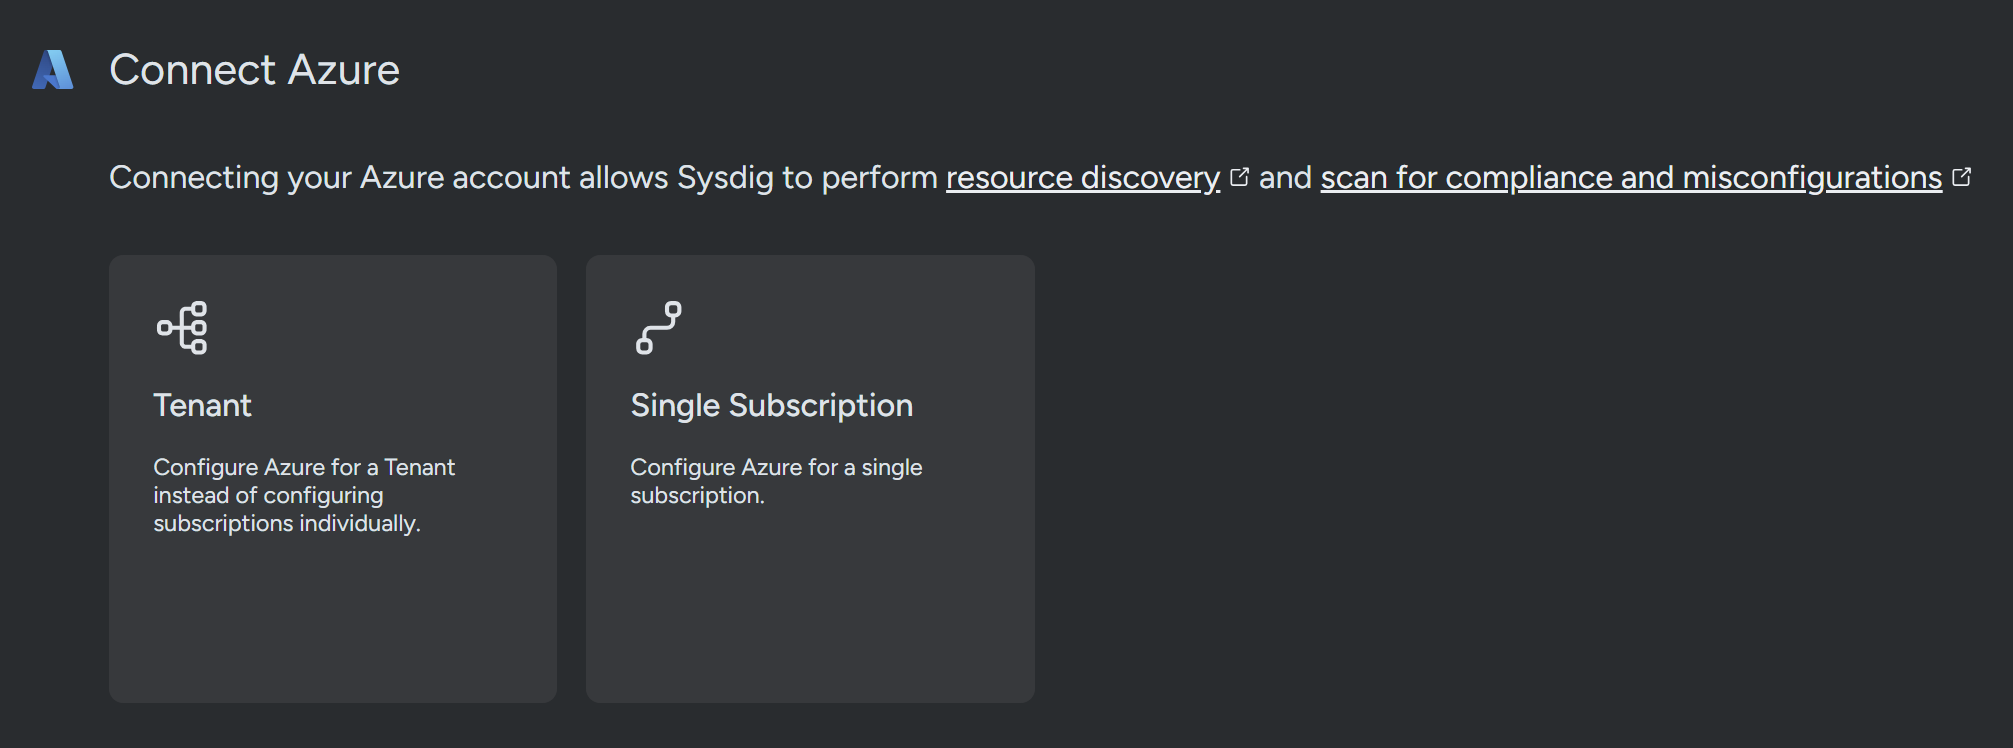 Connect Azure
Connecting your Azure account allows Sysdig to perform resource discovery and scan for compliance and misconfigurations
Tenant
Configure Azure for a Tenant
instead of configuring
subscriptions individually.
Single Subscription
Configure Azure for a single
subscription.